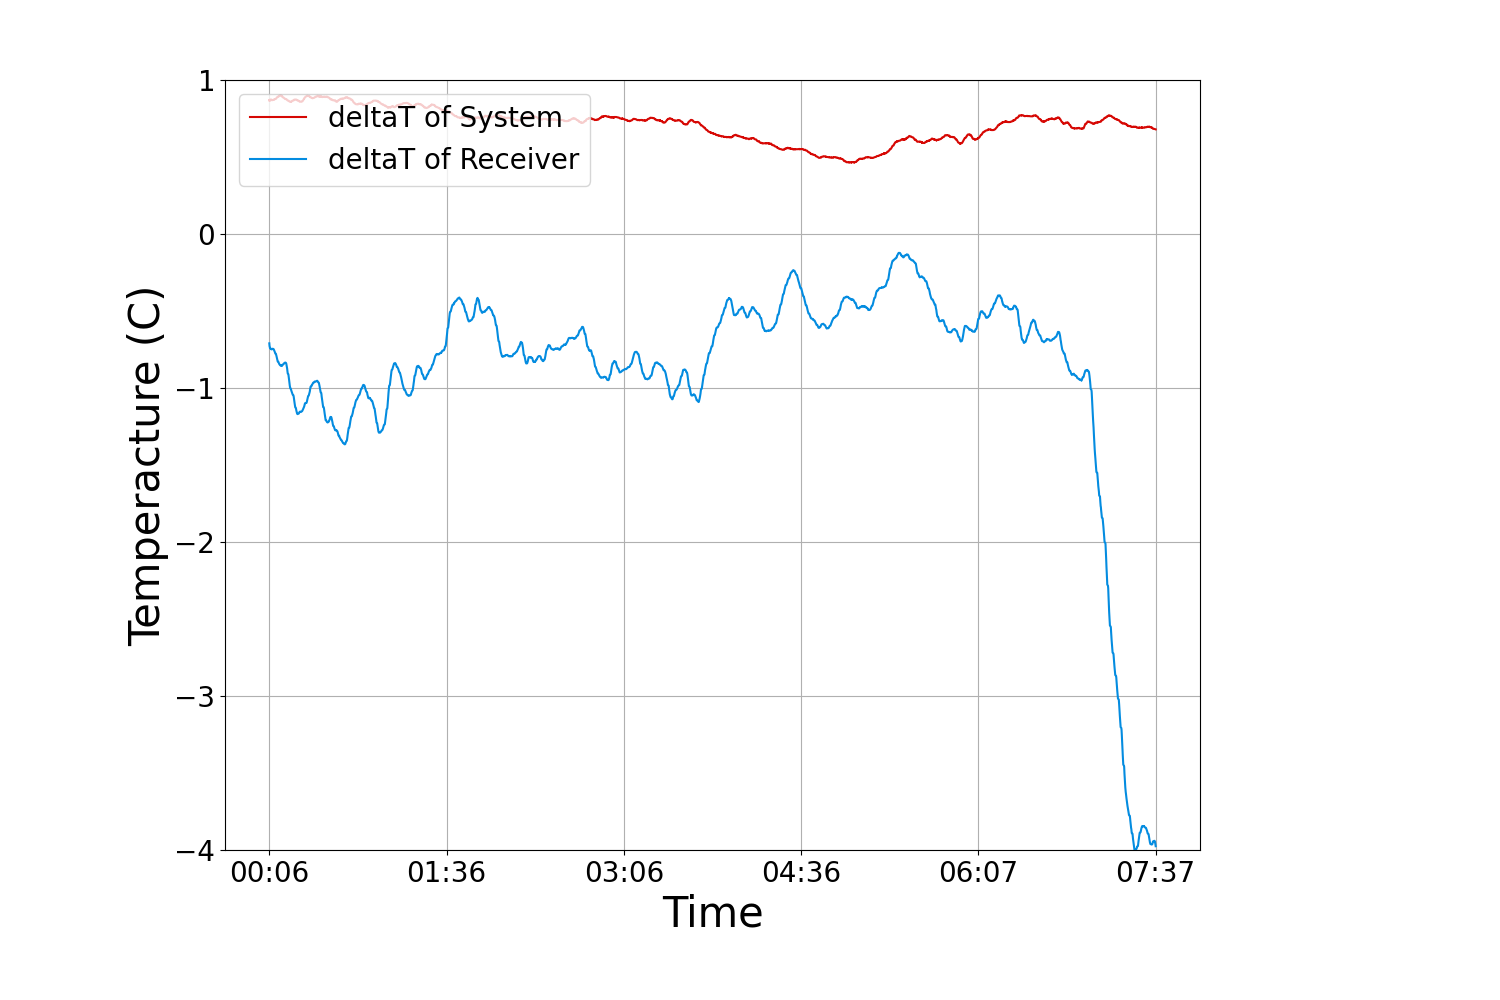 1
deltaT of System
deltaT of Receiver
0
−1
−2
−3
−4
Temperacture (C)
00:06 01:36 03:06 04:36 06:07 07:37
Time